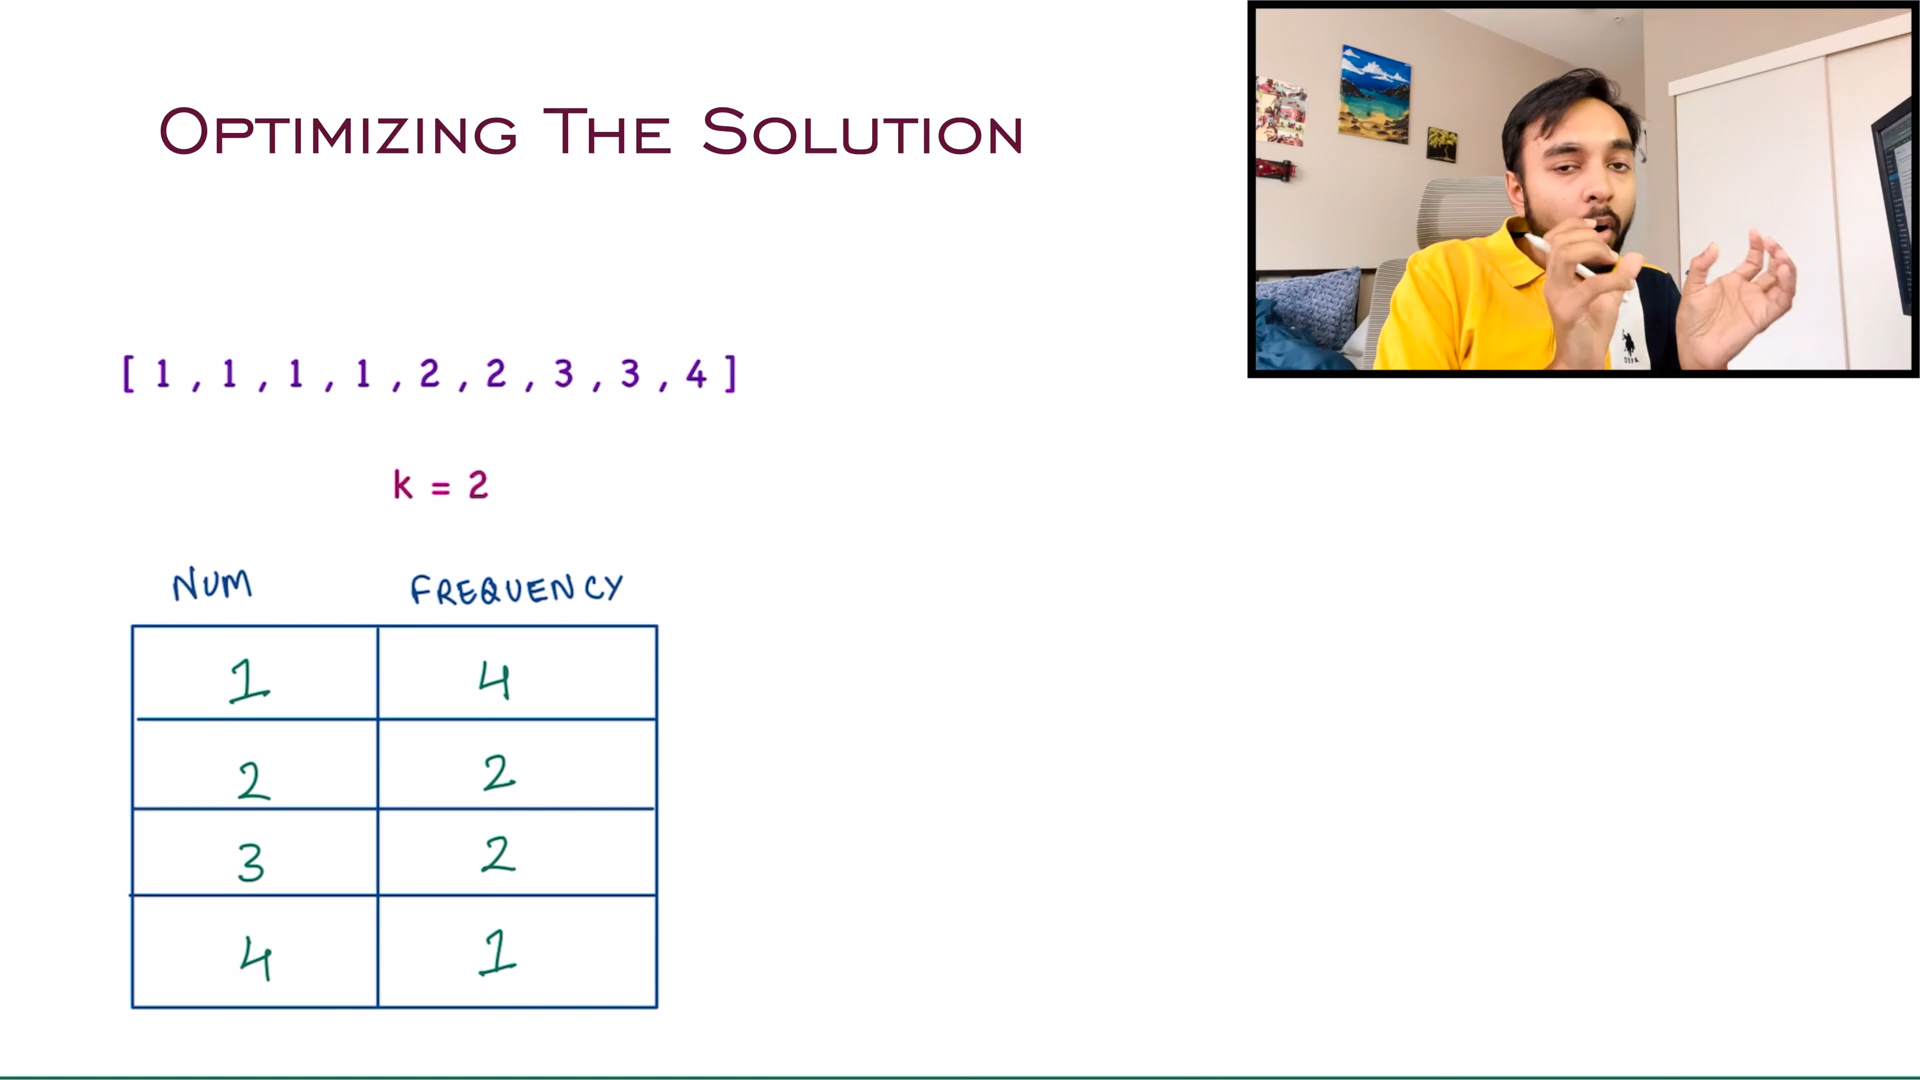 Optimizing The Solution
[ 1 , 1 , 1 , 1 , 2 , 2 , 3 , 3 , 4 ]
k = 2
NUM FREQUENCY
1 4
2 2
3 2
4 1